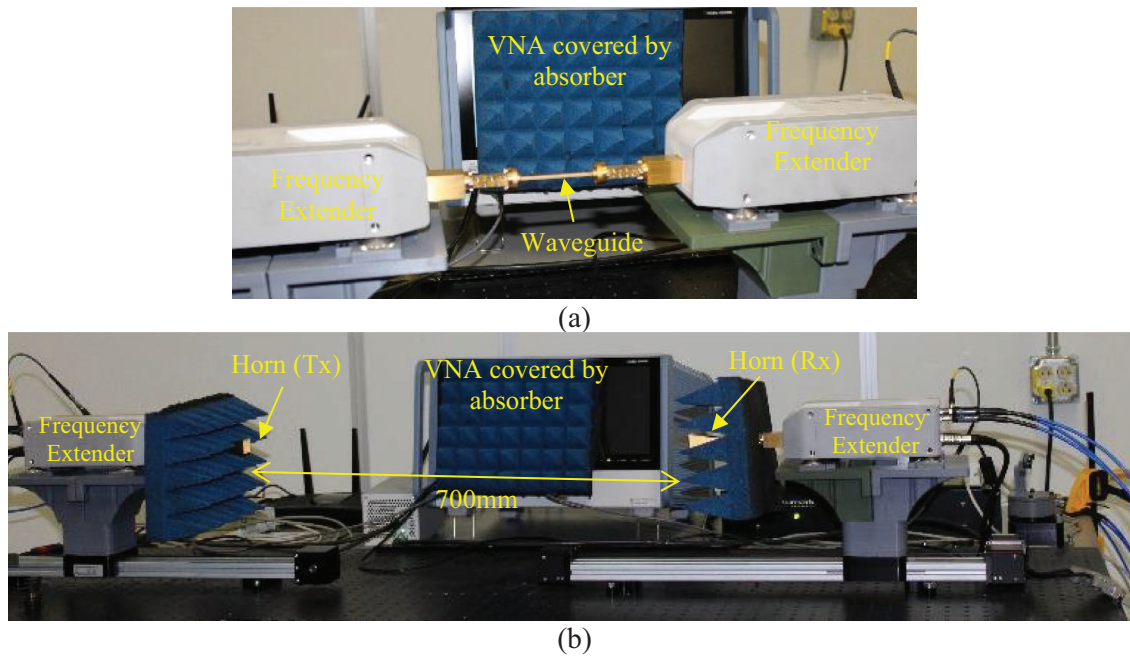 VNA covered by
absorber
Frequency
Extender
Frequency
Extender
Waveguide
(a)
Horn (Tx)
VNA covered by
absorber
Horn (Rx)
Frequency
Extender
Frequency
Extender
700mm
(b)